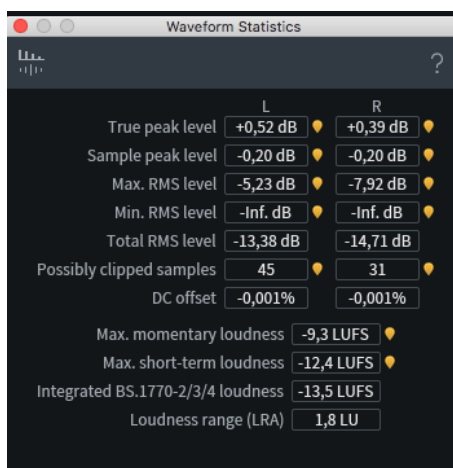 Waveform Statistics
?
L R
True peak level +0,52 dB +0,39 dB
Sample peak level -0,20 dB -0,20 dB
Max. RMS level -5,23 dB -7,92 dB
Min. RMS level -Inf. dB -Inf. dB
Total RMS level -13,38 dB -14,71 dB
Possibly clipped samples 45 31
DC offset -0,001% -0,001%
Max. momentary loudness -9,3 LUFS
Max. short-term loudness -12,4 LUFS
Integrated BS.1770-2/3/4 loudness -13,5 LUFS
Loudness range (LRA) 1,8 LU